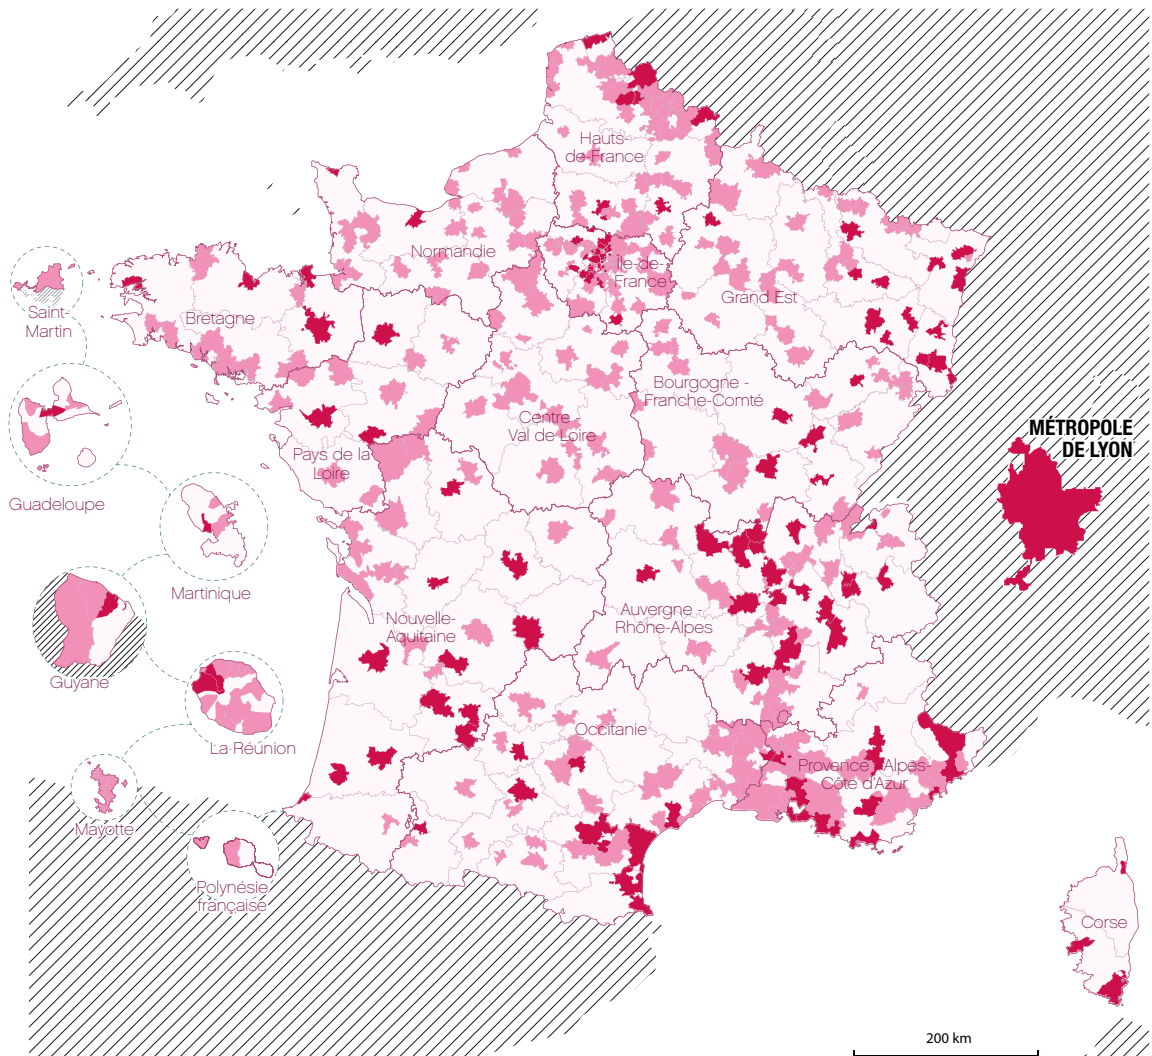 Hauts-
de-France
Normandie
Île-de-
France
Grand Est
Saint-
Martin
Bretagne
Bourgogne -
Franche-Comté
Centre -
Val de Loire
MÉTROPOLE
DE LYON
Pays de la
Loire
Guadeloupe
Martinique
Nouvelle-
Aquitaine
Auvergne -
Rhône-Alpes
Guyane
La Réunion
Occitanie
Provence - Alpes-
Côte d'Azur
Mayotte
Polynésie
française
Corse
200 km